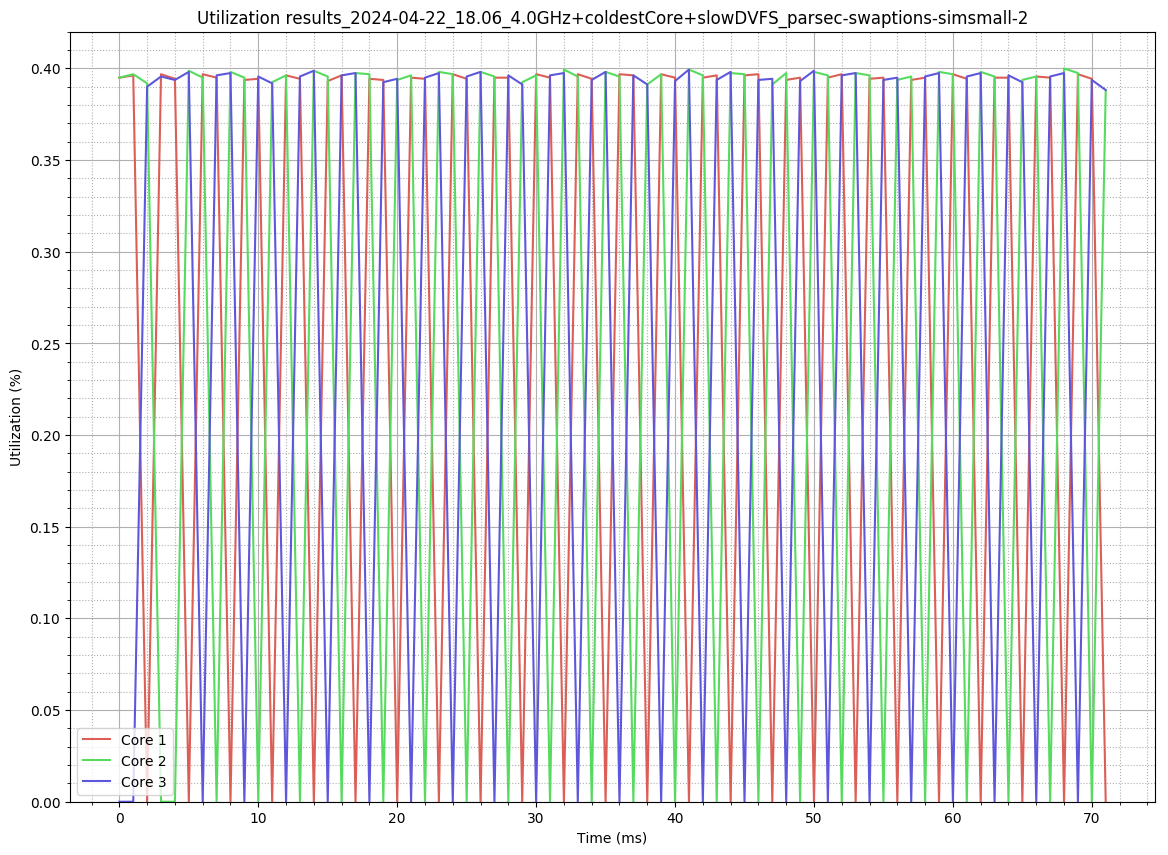 Utilization results_2024-04-22_18.06_4.0GHz+coldestCore+slowDVFS_parsec-swaptions-simsmall-2
0.40
0.35
0.30
0.25
0.20
0.15
0.10
0.05
0.00
Utilization (%)
Core 1
Core 2
Core 3
0 10 20 30 40 50 60 70
Time (ms)